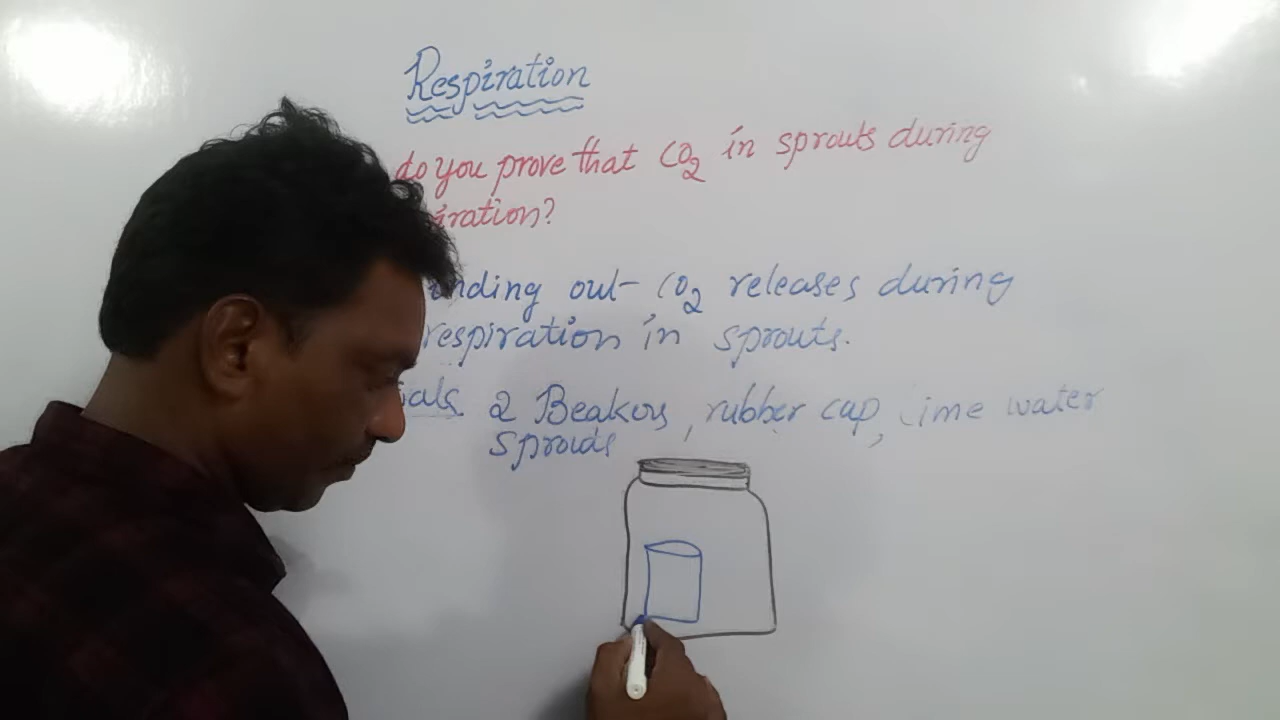 Respiration
do you prove that CO2 in sprouts during
iration?
nding out CO2 releases during
respiration in sprouts.
ials 2 Beakers, rubber cap, Lime water
sprouds